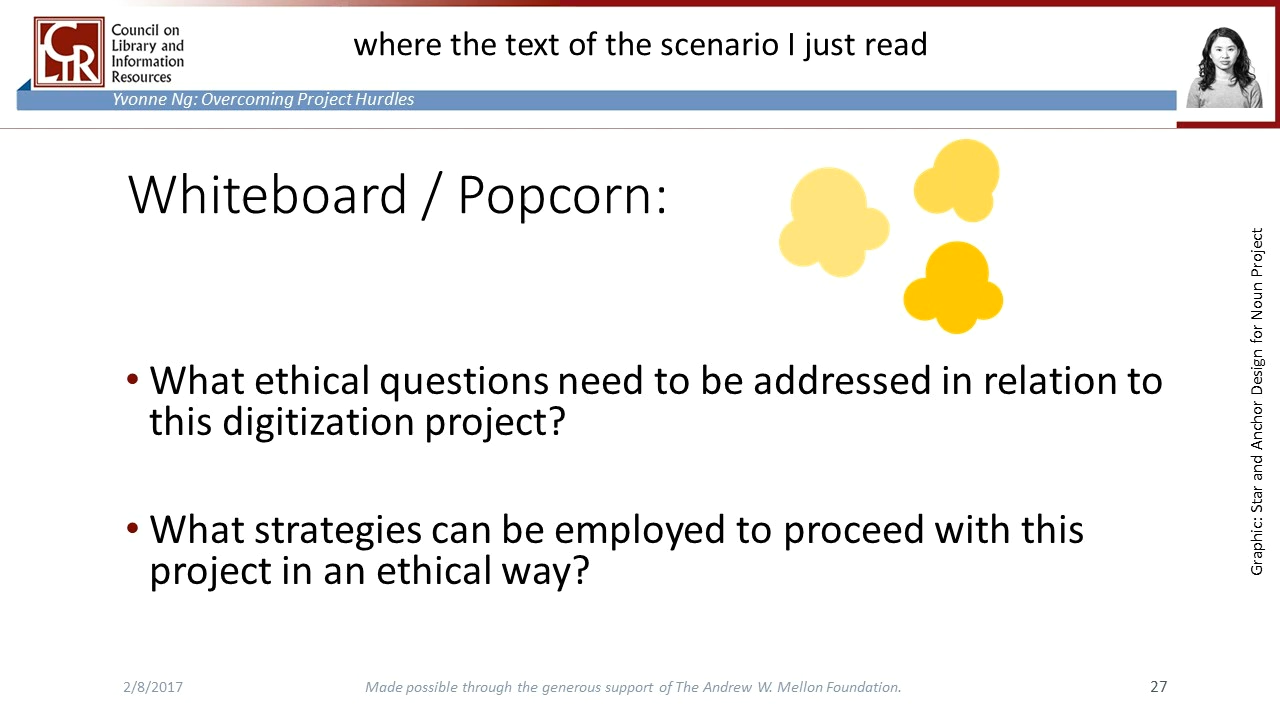 Council on
Library and
Information
Resources
CLIR
where the text of the scenario I just read
Yvonne Ng: Overcoming Project Hurdles
Whiteboard / Popcorn:
• What ethical questions need to be addressed in relation to
this digitization project?
• What strategies can be employed to proceed with this
project in an ethical way?
Graphic: Star and Anchor Design for Noun Project
2/8/2017
Made possible through the generous support of The Andrew W. Mellon Foundation.
27